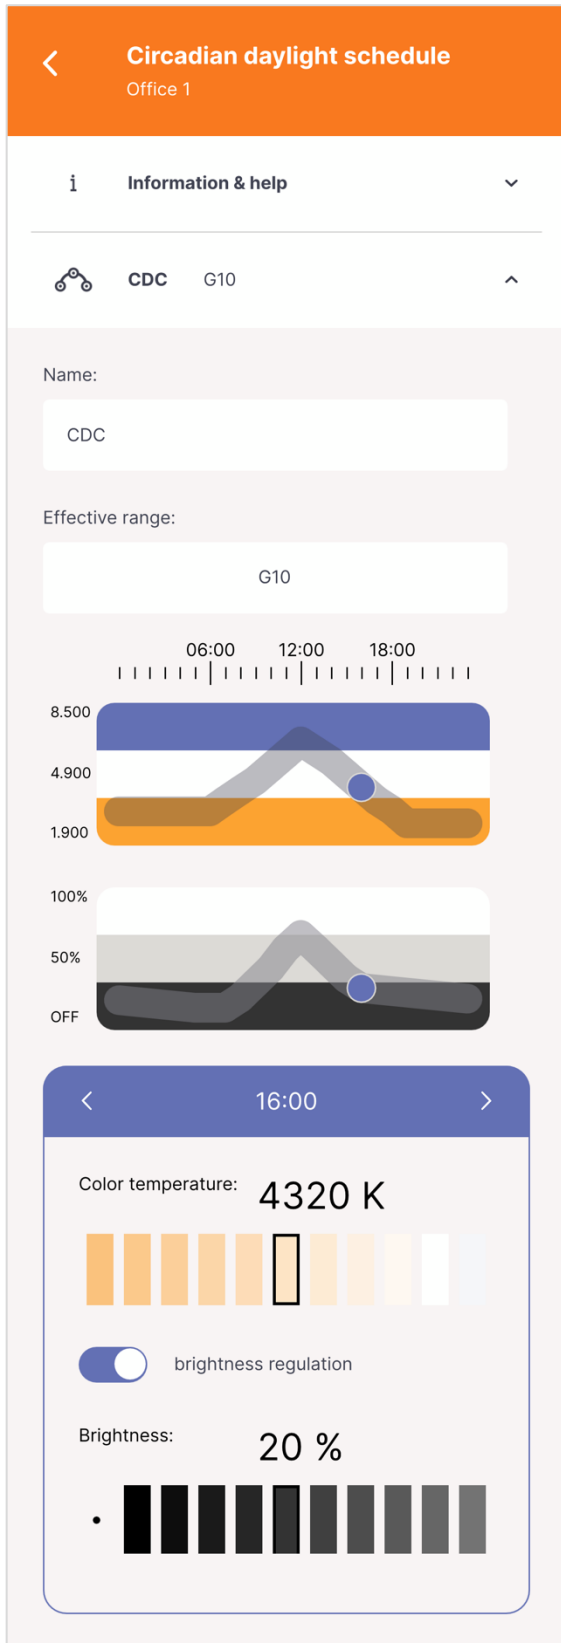 Circadian daylight schedule
Office 1
i Information & help
CDC G10
Name:
CDC
Effective range:
G10
06:00 12:00 18:00
8.500
4.900
1.900
100%
50%
OFF
16:00
Color temperature: 4320 K
brightness regulation
Brightness: 20 %